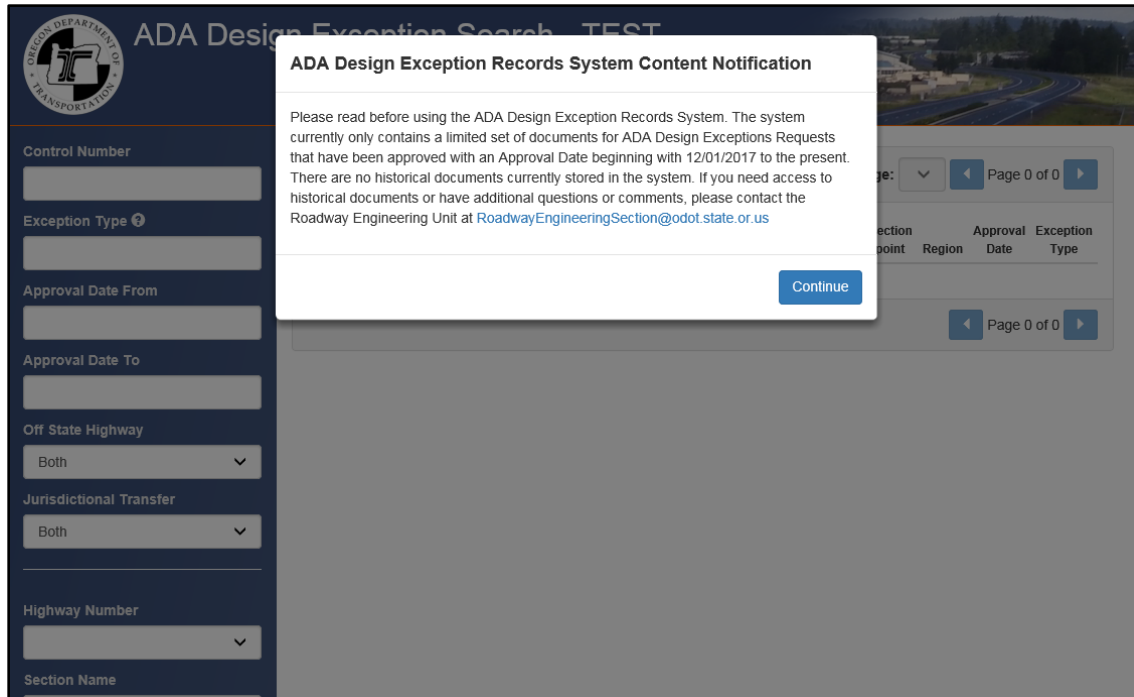 OREGON DEPARTMENT OF TRANSPORTATION
ADA Design Exception Search - TEST
ADA Design Exception Records System Content Notification
Please read before using the ADA Design Exception Records System. The system
currently only contains a limited set of documents for ADA Design Exceptions Requests
that have been approved with an Approval Date beginning with 12/01/2017 to the present.
There are no historical documents currently stored in the system. If you need access to
historical documents or have additional questions or comments, please contact the
Roadway Engineering Unit at RoadwayEngineeringSection@odot.state.or.us
Continue
Control Number
Exception Type
Approval Date From
Approval Date To
Off State Highway
Both
Jurisdictional Transfer
Both
Highway Number
Section Name
ge:
Page 0 of 0
ection
point
Region
Approval
Date
Exception
Type
Page 0 of 0